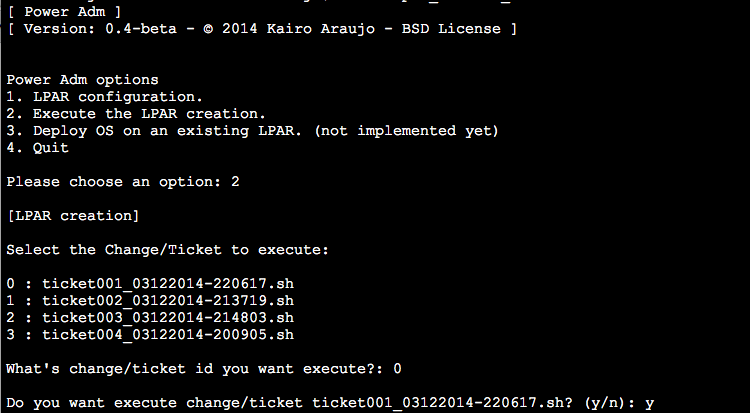 [ Power Adm ]
[ Version: 0.4-beta - © 2014 Kairo Araujo - BSD License ]
Power Adm options
1. LPAR configuration.
2. Execute the LPAR creation.
3. Deploy OS on an existing LPAR. (not implemented yet)
4. Quit
Please choose an option: 2
[LPAR creation]
Select the Change/Ticket to execute:
0 : ticket001_03122014-220617.sh
1 : ticket002_03122014-213719.sh
2 : ticket003_03122014-214803.sh
3 : ticket004_03122014-200905.sh
What's change/ticket id you want execute?: 0
Do you want execute change/ticket ticket001_03122014-220617.sh? (y/n): y